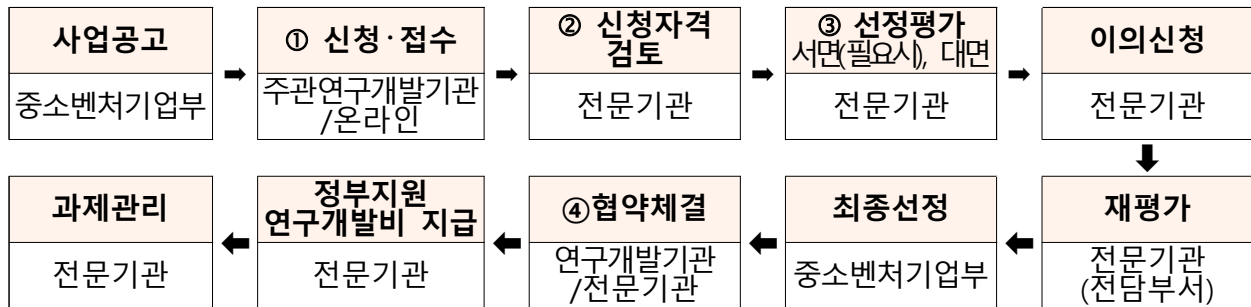 사업공고
중소벤처기업부
① 신청·접수
주관연구개발기관
/온라인
② 신청자격
검토
전문기관
③ 선정평가
서면(필요시), 대면
전문기관
이의신청
전문기관
재평가
전문기관
(전담부서)
최종선정
중소벤처기업부
④협약체결
연구개발기관
/전문기관
정부지원
연구개발비 지급
전문기관
과제관리
전문기관